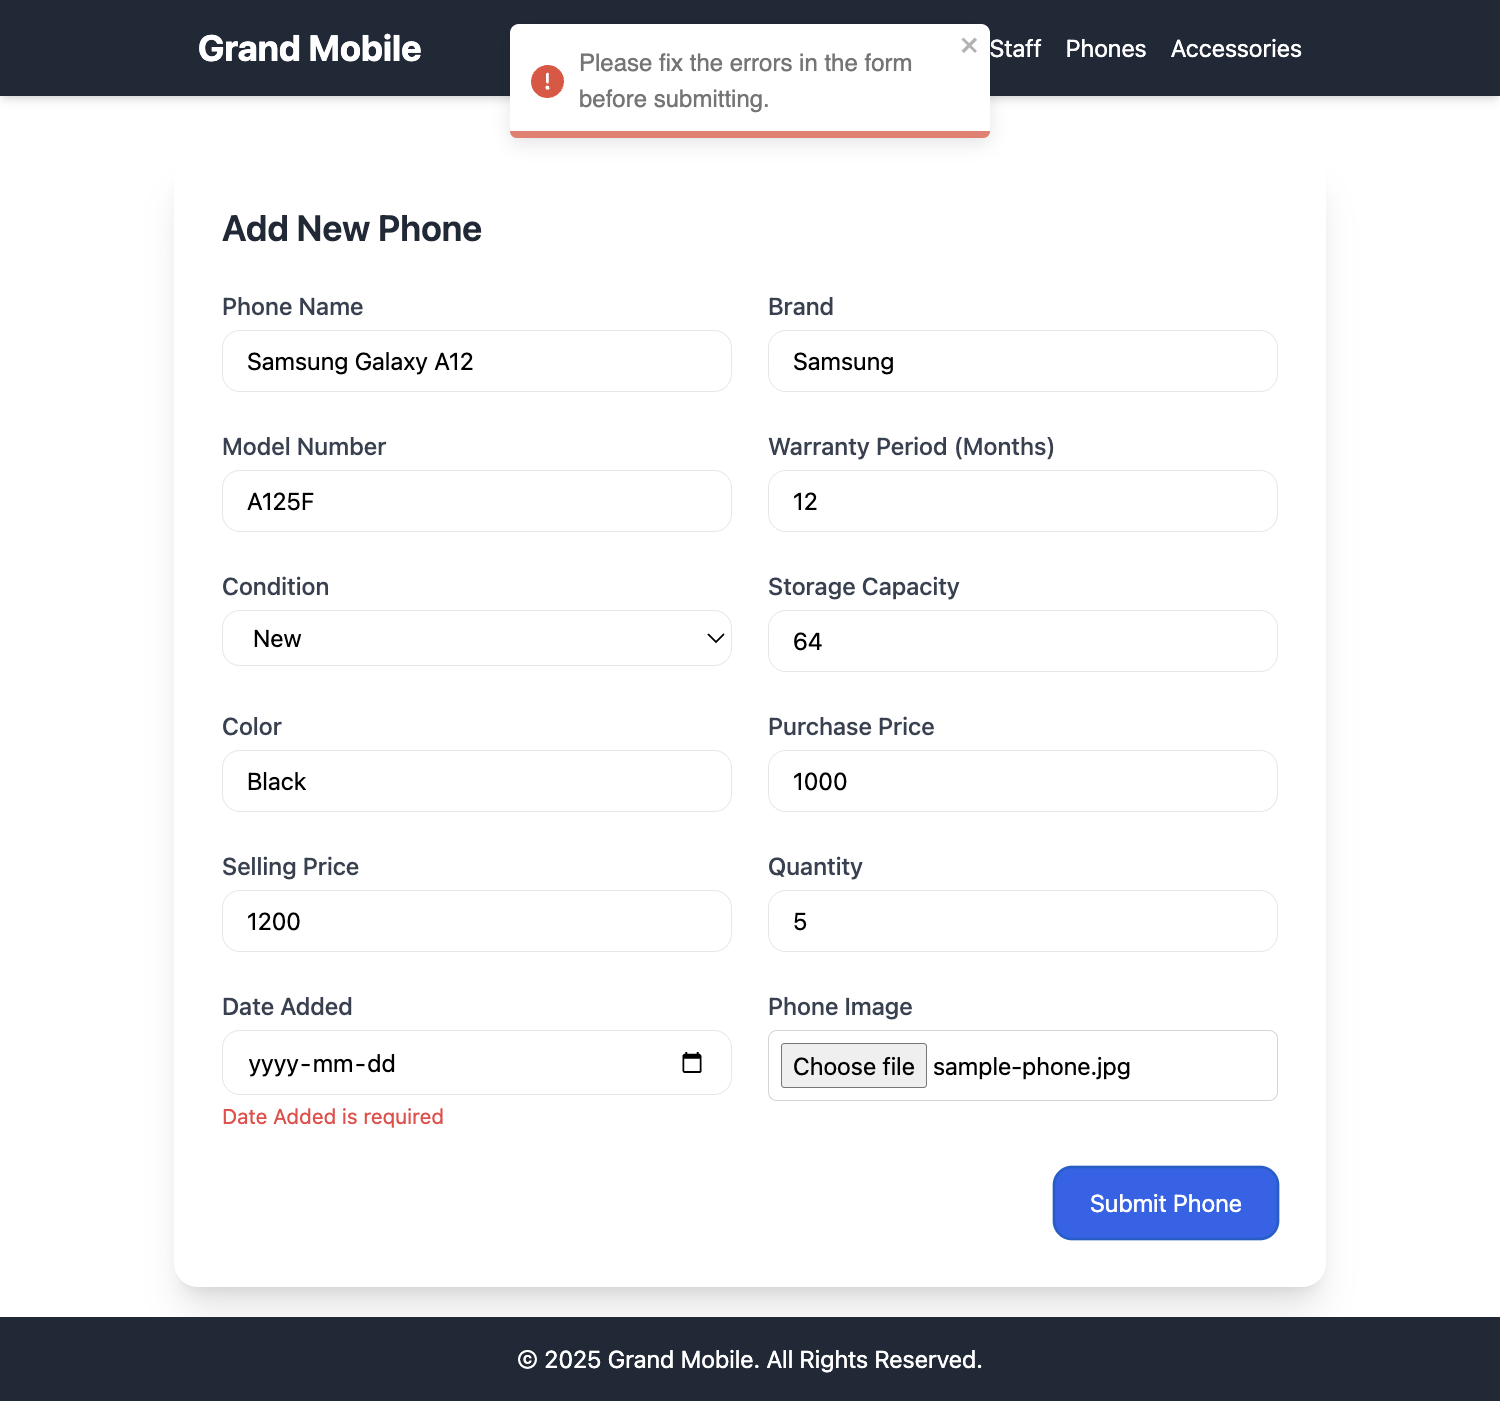 Grand Mobile
Staff Phones Accessories
Please fix the errors in the form
before submitting.
Add New Phone
Phone Name
Samsung Galaxy A12
Brand
Samsung
Model Number
A125F
Warranty Period (Months)
12
Condition
New
Storage Capacity
64
Color
Black
Purchase Price
1000
Selling Price
1200
Quantity
5
Date Added
yyyy-mm-dd
Date Added is required
Phone Image
Choose file sample-phone.jpg
Submit Phone
© 2025 Grand Mobile. All Rights Reserved.